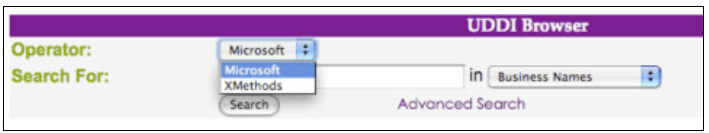 UDDI Browser
Operator: Microsoft
Search For: Microsoft in Business Names
XMethods
Search Advanced Search